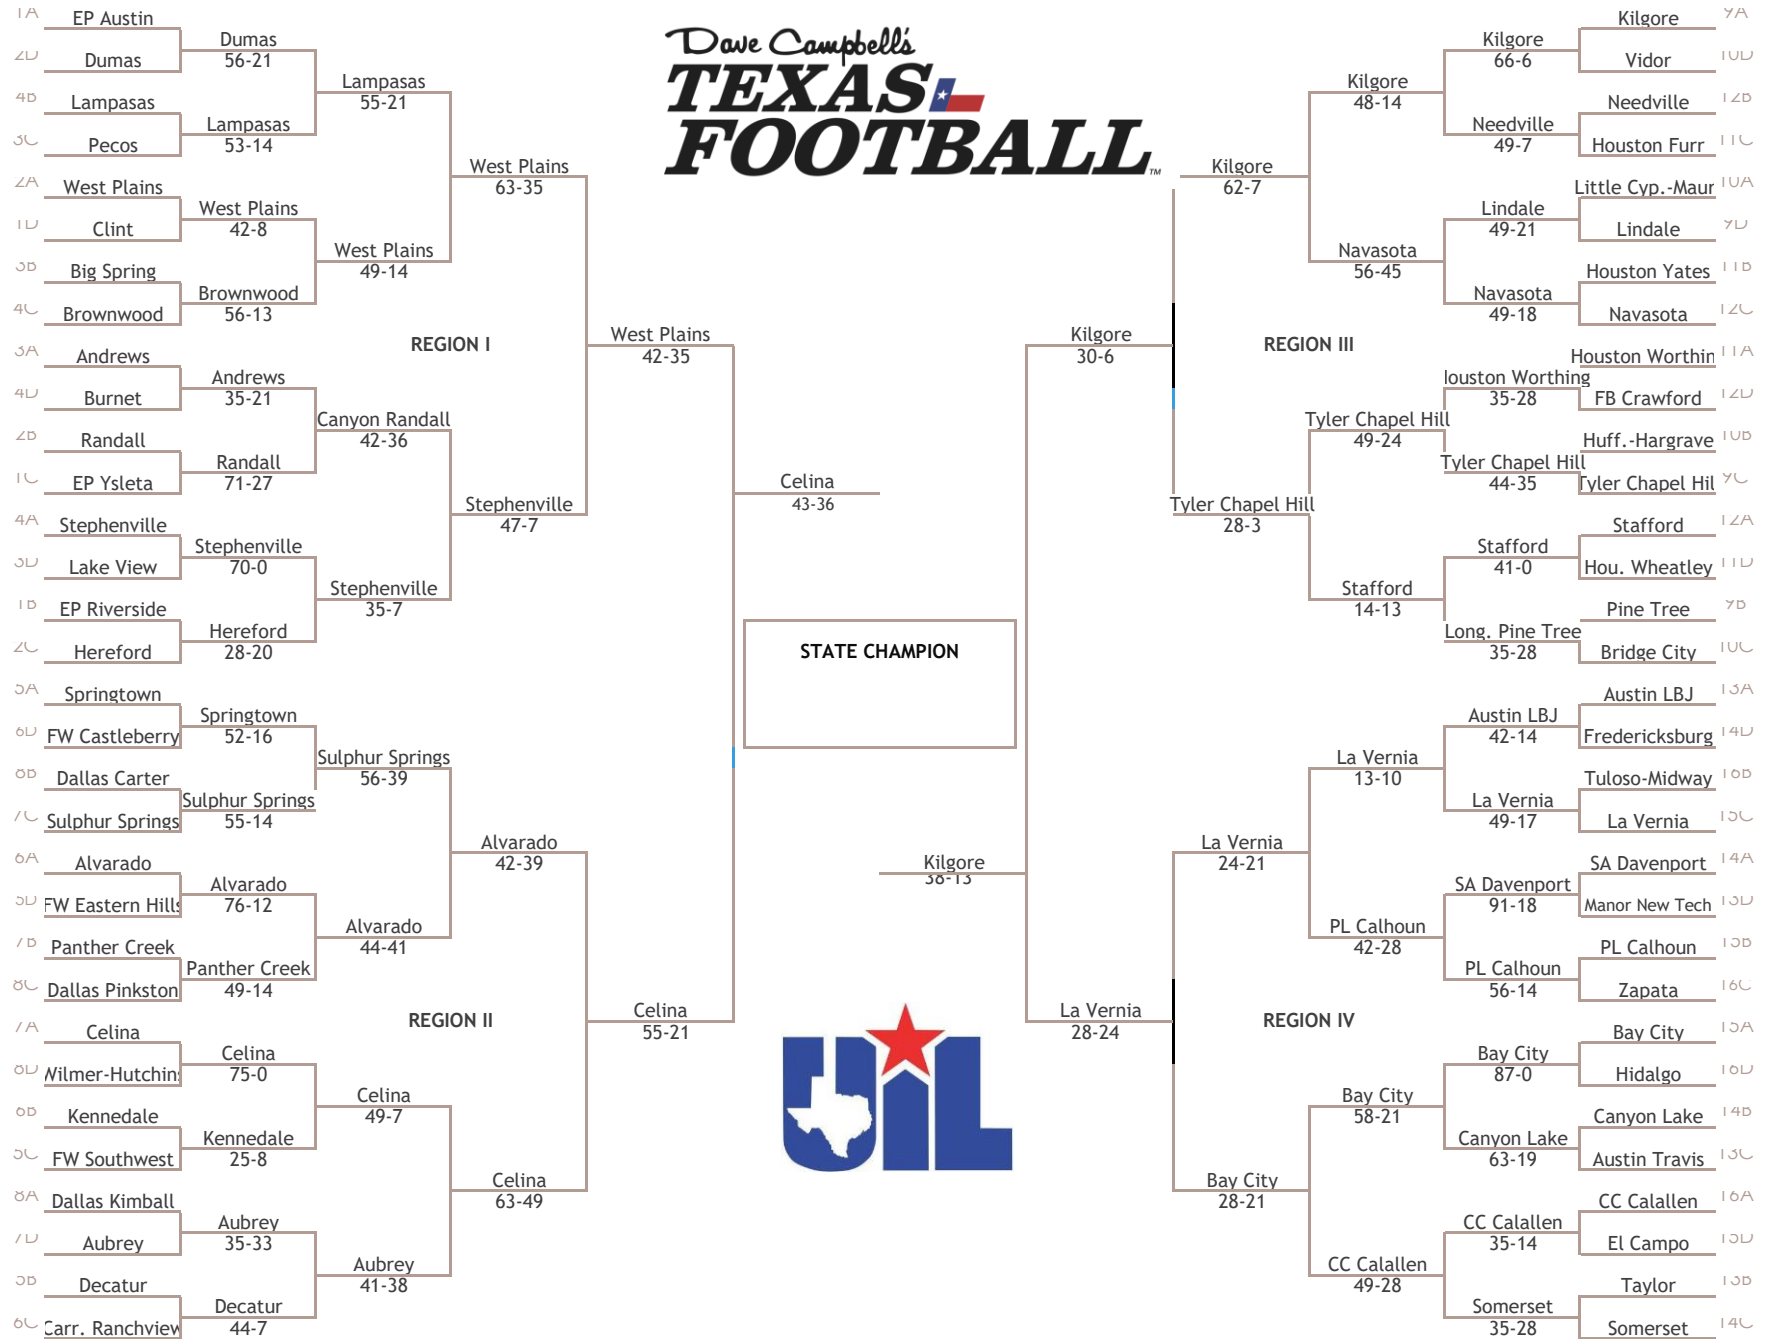 Dave Campbell's
TEXAS
FOOTBALL
TM
EP Austin
Dumas
Lampasas
Pecos
West Plains
Clint
Big Spring
Brownwood
Andrews
Burnet
Randall
EP Ysleta
Stephenville
Lake View
EP Riverside
Hereford
Springtown
FW Castleberry
Dallas Carter
Sulphur Springs
Alvarado
FW Eastern Hills
Panther Creek
Dallas Pinkston
Celina
Wilmer-Hutchins
Kennedale
FW Southwest
Dallas Kimball
Aubrey
Decatur
Carr. Ranchview
Dumas
56-21
Lampasas
53-14
West Plains
42-8
Brownwood
56-13
Andrews
35-21
Randall
71-27
Stephenville
70-0
Hereford
28-20
Springtown
52-16
Sulphur Springs
55-14
Alvarado
76-12
Panther Creek
49-14
Celina
75-0
Kennedale
25-8
Aubrey
35-33
Decatur
44-7
Lampasas
55-21
West Plains
49-14
Canyon Randall
42-36
Stephenville
35-7
Sulphur Springs
56-39
Alvarado
44-41
Celina
49-7
Aubrey
41-38
West Plains
63-35
REGION I
Stephenville
47-7
Alvarado
42-39
REGION II
Celina
63-49
West Plains
42-35
Celina
55-21
Celina
43-36
STATE CHAMPION
Kilgore
38-13
UIL
Kilgore
30-6
La Vernia
28-24
Kilgore
62-7
REGION III
Tyler Chapel Hill
28-3
La Vernia
24-21
REGION IV
Bay City
28-21
Kilgore
48-14
Navasota
56-45
Tyler Chapel Hill
49-24
Stafford
14-13
La Vernia
13-10
PL Calhoun
42-28
Bay City
58-21
CC Calallen
49-28
Kilgore
66-6
Needville
49-7
Lindale
49-21
Navasota
49-18
Houston Worthing
35-28
Tyler Chapel Hill
44-35
Stafford
41-0
Long. Pine Tree
35-28
Austin LBJ
42-14
La Vernia
49-17
SA Davenport
91-18
PL Calhoun
56-14
Bay City
87-0
Canyon Lake
63-19
CC Calallen
35-14
Somerset
35-28
Kilgore
Vidor
Needville
Houston Furr
Little Cyp.-Maur
Lindale
Houston Yates
Navasota
Houston Worthin
FB Crawford
Huff.-Hargrave
Tyler Chapel Hil
Stafford
Hou. Wheatley
Pine Tree
Bridge City
Austin LBJ
Fredericksburg
Tuloso-Midway
La Vernia
SA Davenport
Manor New Tech
PL Calhoun
Zapata
Bay City
Hidalgo
Canyon Lake
Austin Travis
CC Calallen
El Campo
Taylor
Somerset